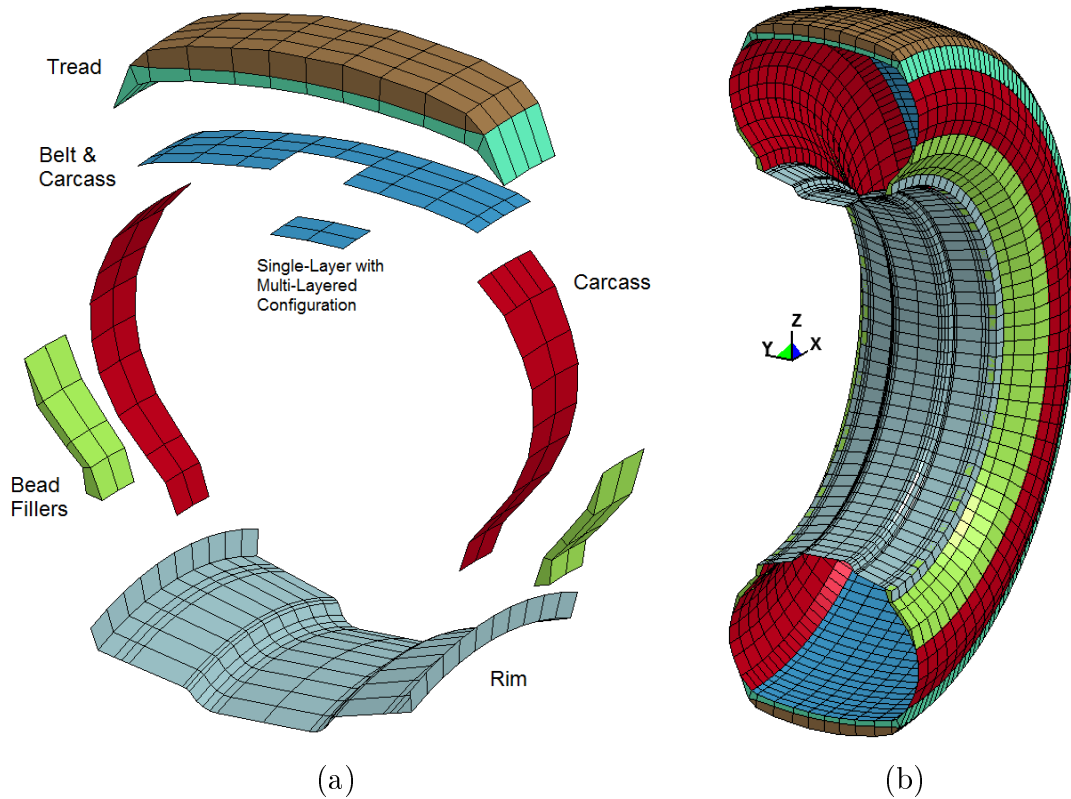 Tread
Belt &
Carcass
Single-Layer with
Multi-Layered
Configuration
Carcass
Bead
Fillers
Rim
Z
Y
X
(a)
(b)